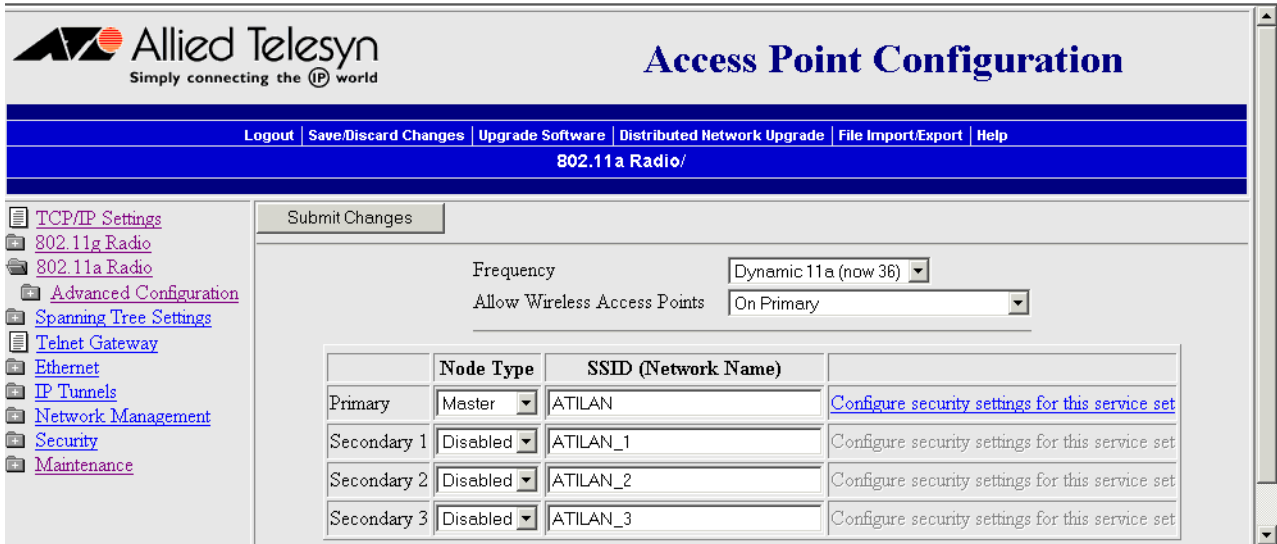 Allied Telesyn
Simply connecting the IP world
Access Point Configuration
Logout | Save/Discard Changes | Upgrade Software | Distributed Network Upgrade | File Import/Export | Help
802.11a Radio/
TCP/IP Settings
802.11g Radio
802.11a Radio
Advanced Configuration
Spanning Tree Settings
Telnet Gateway
Ethernet
IP Tunnels
Network Management
Security
Maintenance
Submit Changes
Frequency Dynamic 11a (now 36)
Allow Wireless Access Points On Primary
Node Type SSID (Network Name)
Primary Master ATILAN Configure security settings for this service set
Secondary 1 Disabled ATILAN_1 Configure security settings for this service set
Secondary 2 Disabled ATILAN_2 Configure security settings for this service set
Secondary 3 Disabled ATILAN_3 Configure security settings for this service set